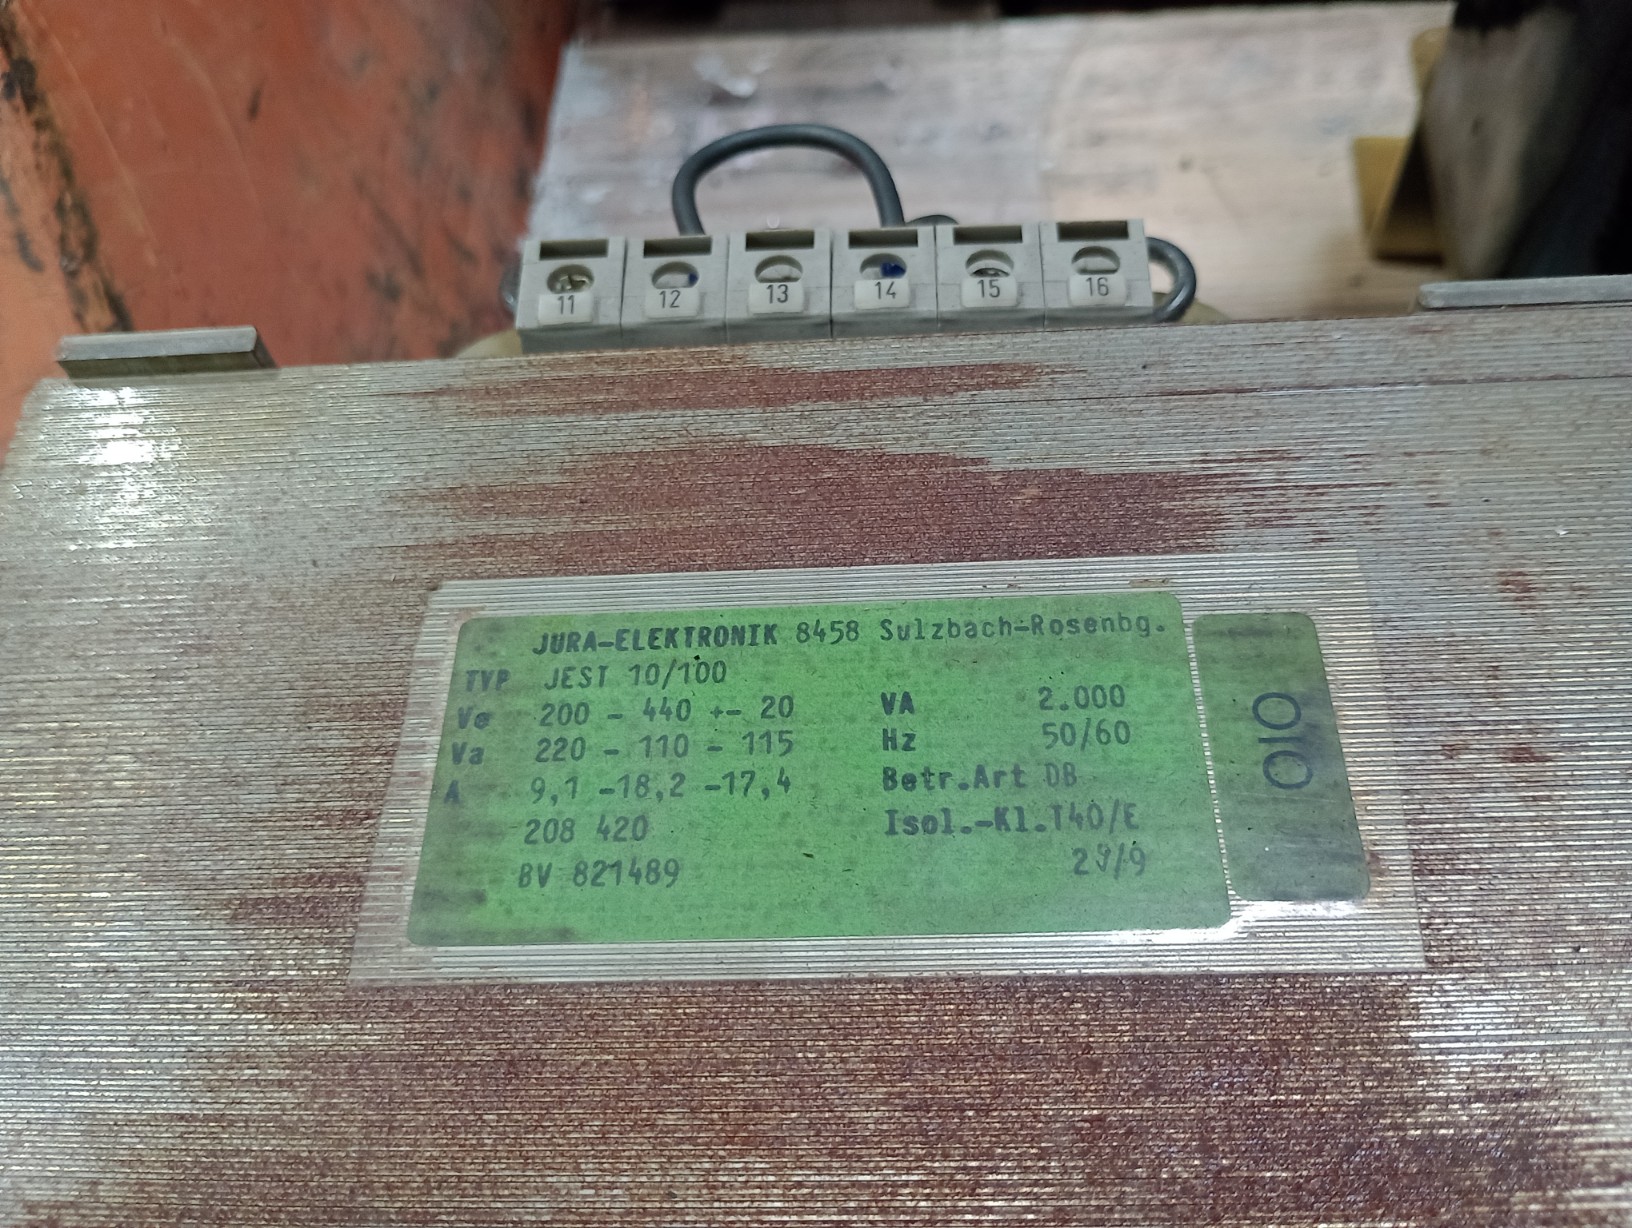 11 12 13 14 15 16
JURA-ELEKTRONIK 8458 Sulzbach-Rosenbg.
TYP JEST 10/100
Ve 200 - 440 +- 20 VA 2.000
Va 220 - 110 - 115 Hz 50/60
A 9,1 -18,2 -17,4 Betr.Art DB
208 420 Isol.-Kl.T40/E
BV 821489 29/9
010